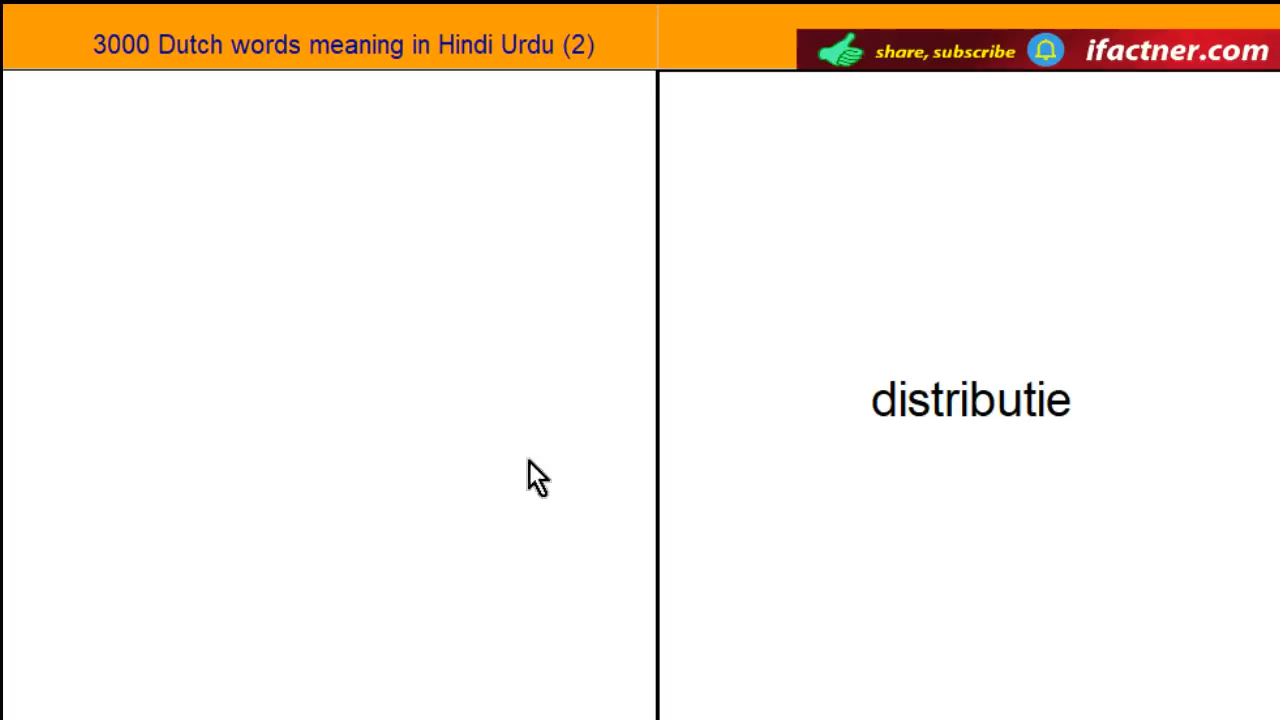 3000 Dutch words meaning in Hindi Urdu (2)
share, subscribe
ifactner.com
distributie